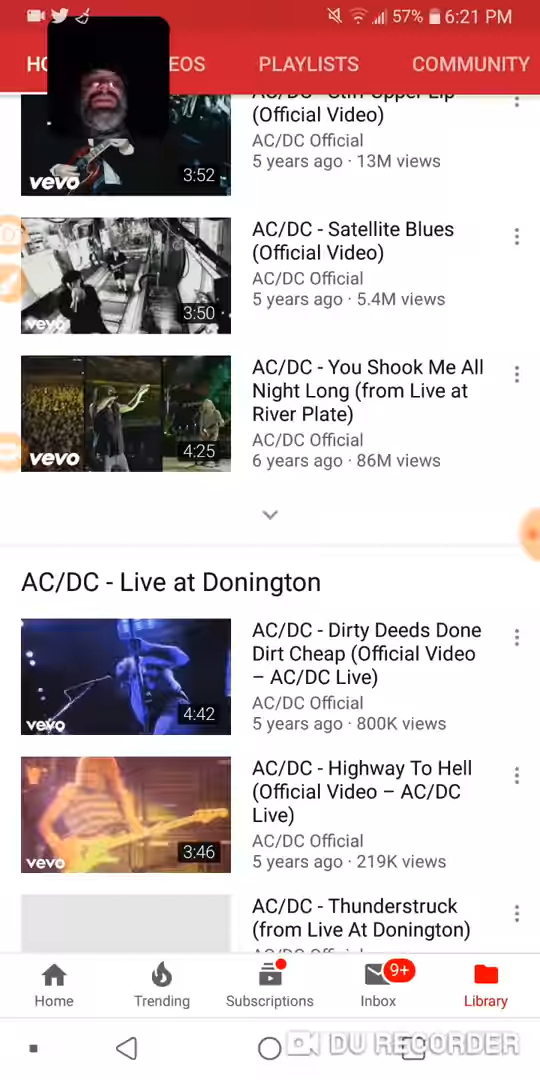 57% 6:21 PM
PLAYLISTS COMMUNITY
(Official Video)
AC/DC Official
5 years ago · 13M views
vevo 3:52
AC/DC - Satellite Blues
(Official Video)
AC/DC Official
5 years ago · 5.4M views
vevo 3:50
AC/DC - You Shook Me All
Night Long (from Live at
River Plate)
AC/DC Official
6 years ago · 86M views
vevo 4:25
AC/DC - Live at Donington
AC/DC - Dirty Deeds Done
Dirt Cheap (Official Video
– AC/DC Live)
AC/DC Official
5 years ago · 800K views
vevo 4:42
AC/DC - Highway To Hell
(Official Video – AC/DC
Live)
AC/DC Official
5 years ago · 219K views
vevo 3:46
AC/DC - Thunderstruck
(from Live At Donington)
9+
Home Trending Subscriptions Inbox Library
DU RECORDER